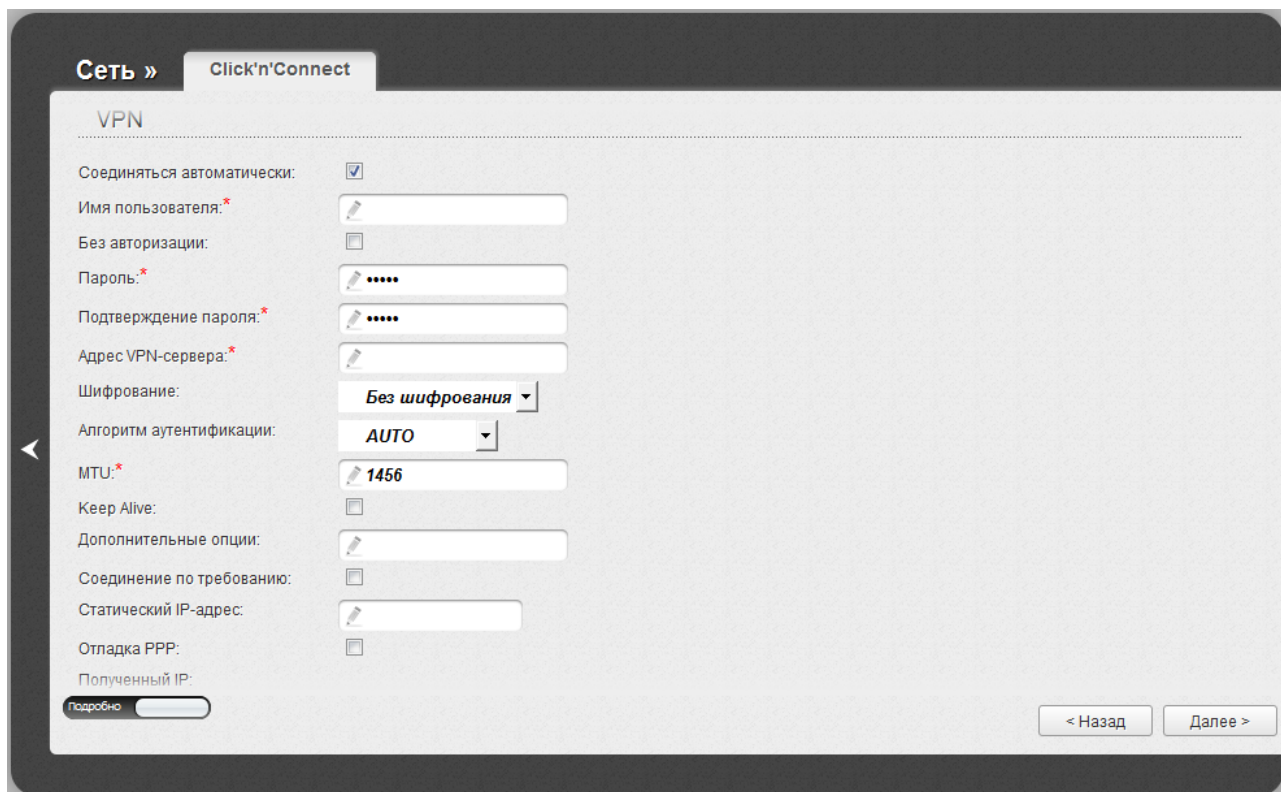 Сеть » Click'n'Connect
VPN
Соединяться автоматически:
Имя пользователя:*
Без авторизации:
Пароль:* •••••
Подтверждение пароля:* •••••
Адрес VPN-сервера:*
Шифрование: Без шифрования
Алгоритм аутентификации: AUTO
MTU:* 1456
Keep Alive:
Дополнительные опции:
Соединение по требованию:
Статический IP-адрес:
Отладка PPP:
Полученный IP:
Подробно
< Назад Далее >